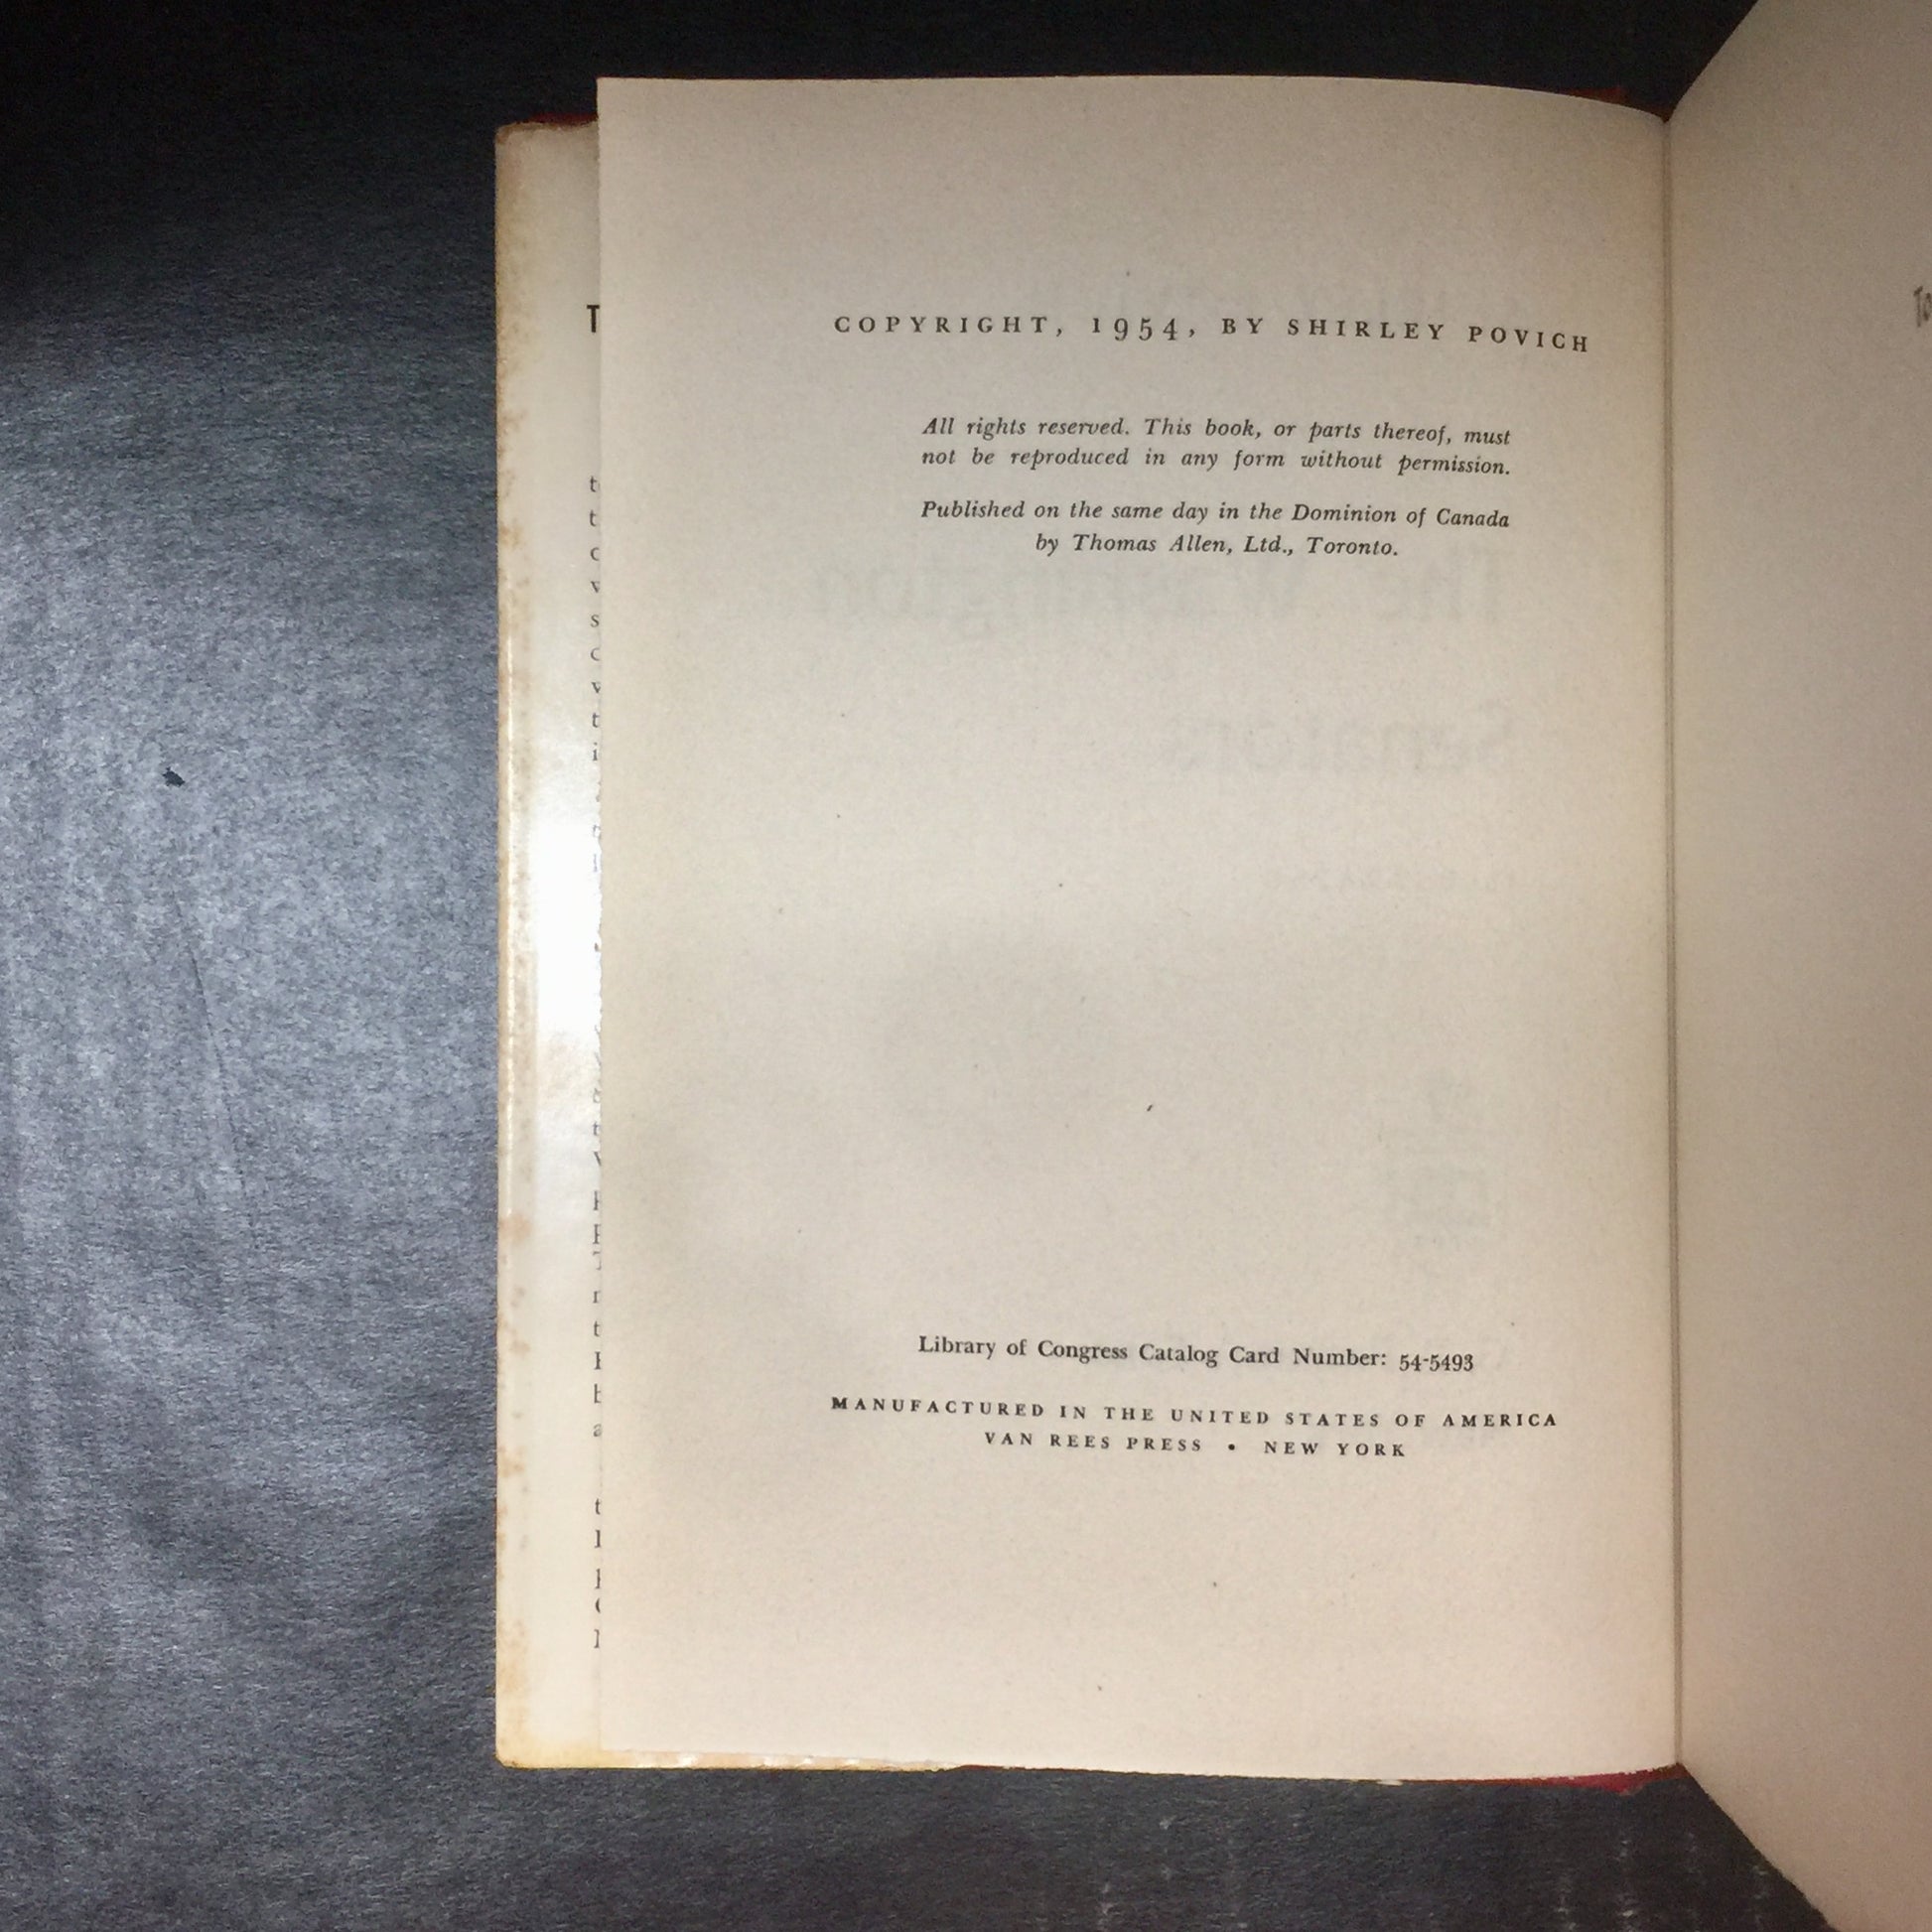 COPYRIGHT, 1954, BY SHIRLEY POVICH
All rights reserved. This book, or parts thereof, must
not be reproduced in any form without permission.
Published on the same day in the Dominion of Canada
by Thomas Allen, Ltd., Toronto.
Library of Congress Catalog Card Number: 54-5493
MANUFACTURED IN THE UNITED STATES OF AMERICA
VAN REES PRESS • NEW YORK